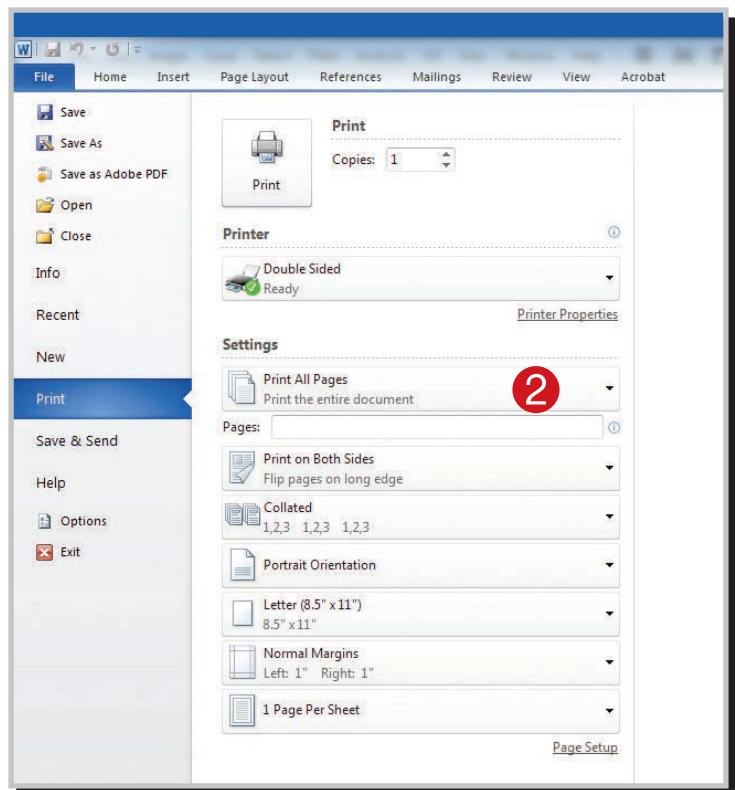 W
File Home Insert Page Layout References Mailings Review View Acrobat
Save
Save As
Save as Adobe PDF
Open
Close
Info
Recent
New
Print
Save & Send
Help
Options
Exit
Print
Print
Copies: 1
Printer
Double Sided
Ready
Printer Properties
Settings
Print All Pages
Print the entire document
2
Pages:
Print on Both Sides
Flip pages on long edge
Collated
1,2,3 1,2,3 1,2,3
Portrait Orientation
Letter (8.5" x 11")
8.5" x 11"
Normal Margins
Left: 1" Right: 1"
1 Page Per Sheet
Page Setup